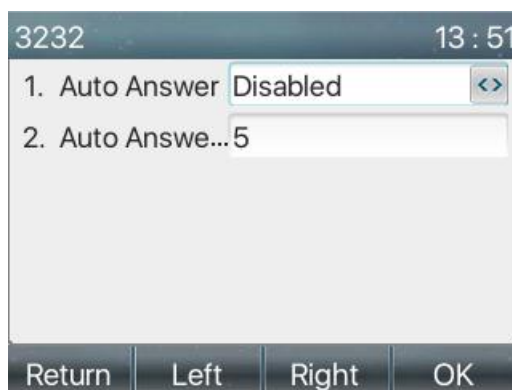 3232 13 : 51
1. Auto Answer Disabled <>
2. Auto Answe... 5
Return Left Right OK